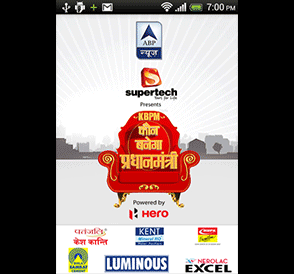 7:00 PM
abp
न्यूज़
S
supertech
Presents
KBPM
कौन
बनेगा
प्रधानमंत्री
Powered by
Hero
पतंजलि
केश कान्ति
KENT
Mineral RO
LUMINOUS
NEROLAC
EXCEL